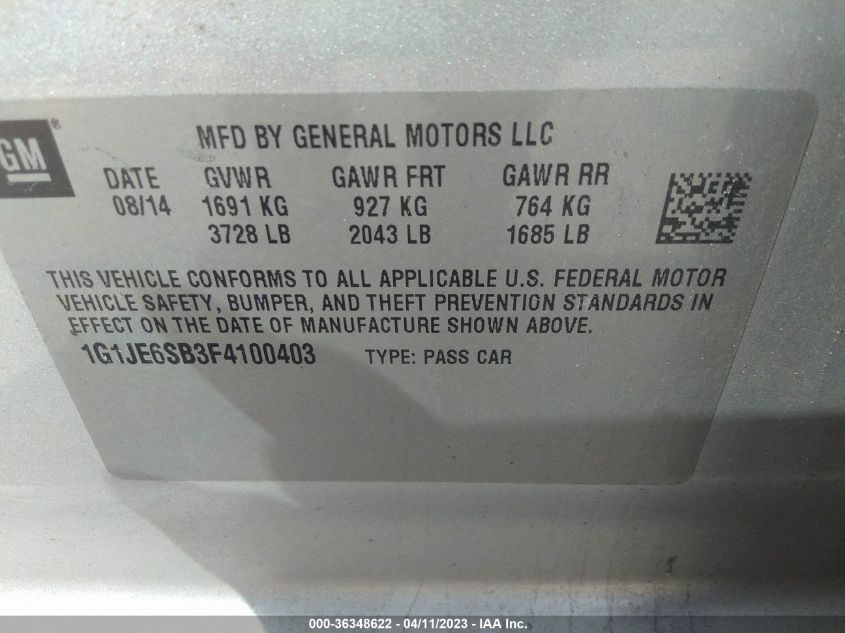 GM®
MFD BY GENERAL MOTORS LLC
DATE GVWR GAWR FRT GAWR RR
08/14 1691 KG 927 KG 764 KG
3728 LB 2043 LB 1685 LB
THIS VEHICLE CONFORMS TO ALL APPLICABLE U.S. FEDERAL MOTOR
VEHICLE SAFETY, BUMPER, AND THEFT PREVENTION STANDARDS IN
EFFECT ON THE DATE OF MANUFACTURE SHOWN ABOVE.
1G1JE6SB3F4100403 TYPE: PASS CAR
000-36348622 - 04/11/2023 - IAA Inc.